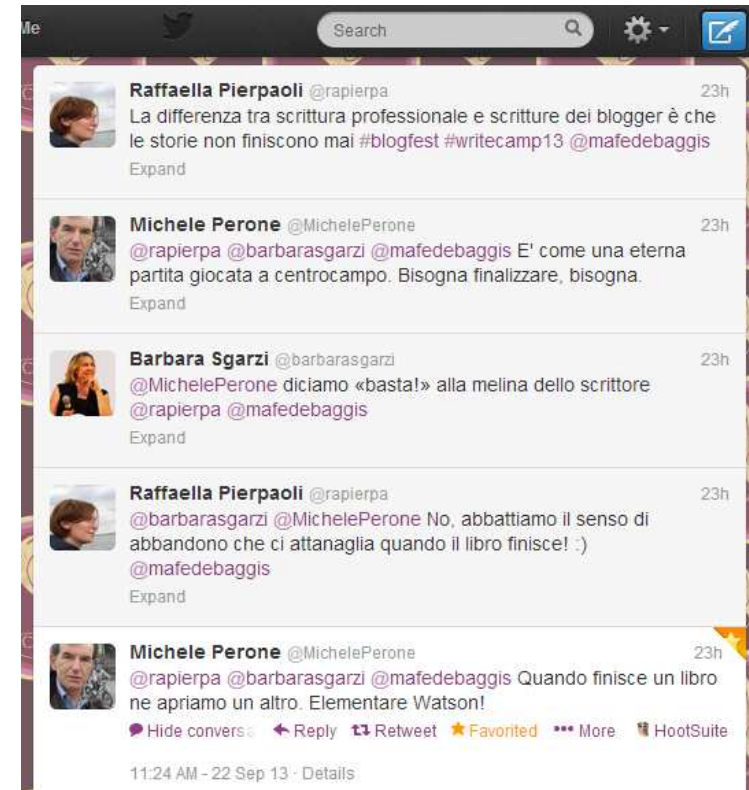 Me
Search
Raffaella Pierpaoli @rapierpa 23h
La differenza tra scrittura professionale e scritture dei blogger è che
le storie non finiscono mai #blogfest #writecamp13 @mafedebaggis
Expand
Michele Perone @MichelePerone 23h
@rapierpa @barbarasgarzi @mafedebaggis E' come una eterna
partita giocata a centrocampo. Bisogna finalizzare, bisogna.
Expand
Barbara Sgarzi @barbarasgarzi 23h
@MichelePerone diciamo «basta!» alla melina dello scrittore
@rapierpa @mafedebaggis
Expand
Raffaella Pierpaoli @rapierpa 23h
@barbarasgarzi @MichelePerone No, abbattiamo il senso di
abbandono che ci attanaglia quando il libro finisce! :)
@mafedebaggis
Expand
Michele Perone @MichelePerone 23h
@rapierpa @barbarasgarzi @mafedebaggis Quando finisce un libro
ne apriamo un altro. Elementare Watson!
Hide conversa Reply Retweet Favorited More HootSuite
11:24 AM - 22 Sep 13 · Details